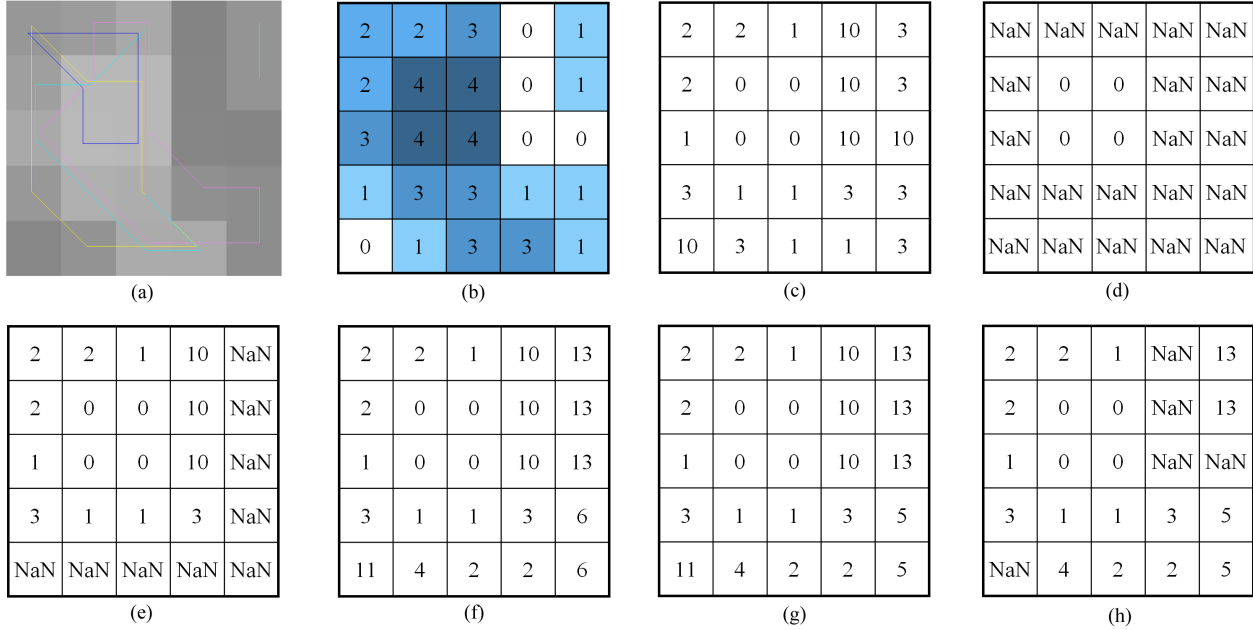 2 2 3 0 1
2 4 4 0 1
3 4 4 0 0
1 3 3 1 1
0 1 3 3 1
2 2 1 10 3
2 0 0 10 3
1 0 0 10 10
3 1 1 3 3
10 3 1 1 3
NaN NaN NaN NaN NaN
NaN 0 0 NaN NaN
NaN 0 0 NaN NaN
NaN NaN NaN NaN NaN
NaN NaN NaN NaN NaN
(a)
(b)
(c)
(d)
2 2 1 10 NaN
2 0 0 10 NaN
1 0 0 10 NaN
3 1 1 3 NaN
NaN NaN NaN NaN NaN
2 2 1 10 13
2 0 0 10 13
1 0 0 10 13
3 1 1 3 6
11 4 2 2 6
2 2 1 10 13
2 0 0 10 13
1 0 0 10 13
3 1 1 3 5
11 4 2 2 5
2 2 1 NaN 13
2 0 0 NaN 13
1 0 0 NaN NaN
3 1 1 3 5
NaN 4 2 2 5
(e)
(f)
(g)
(h)